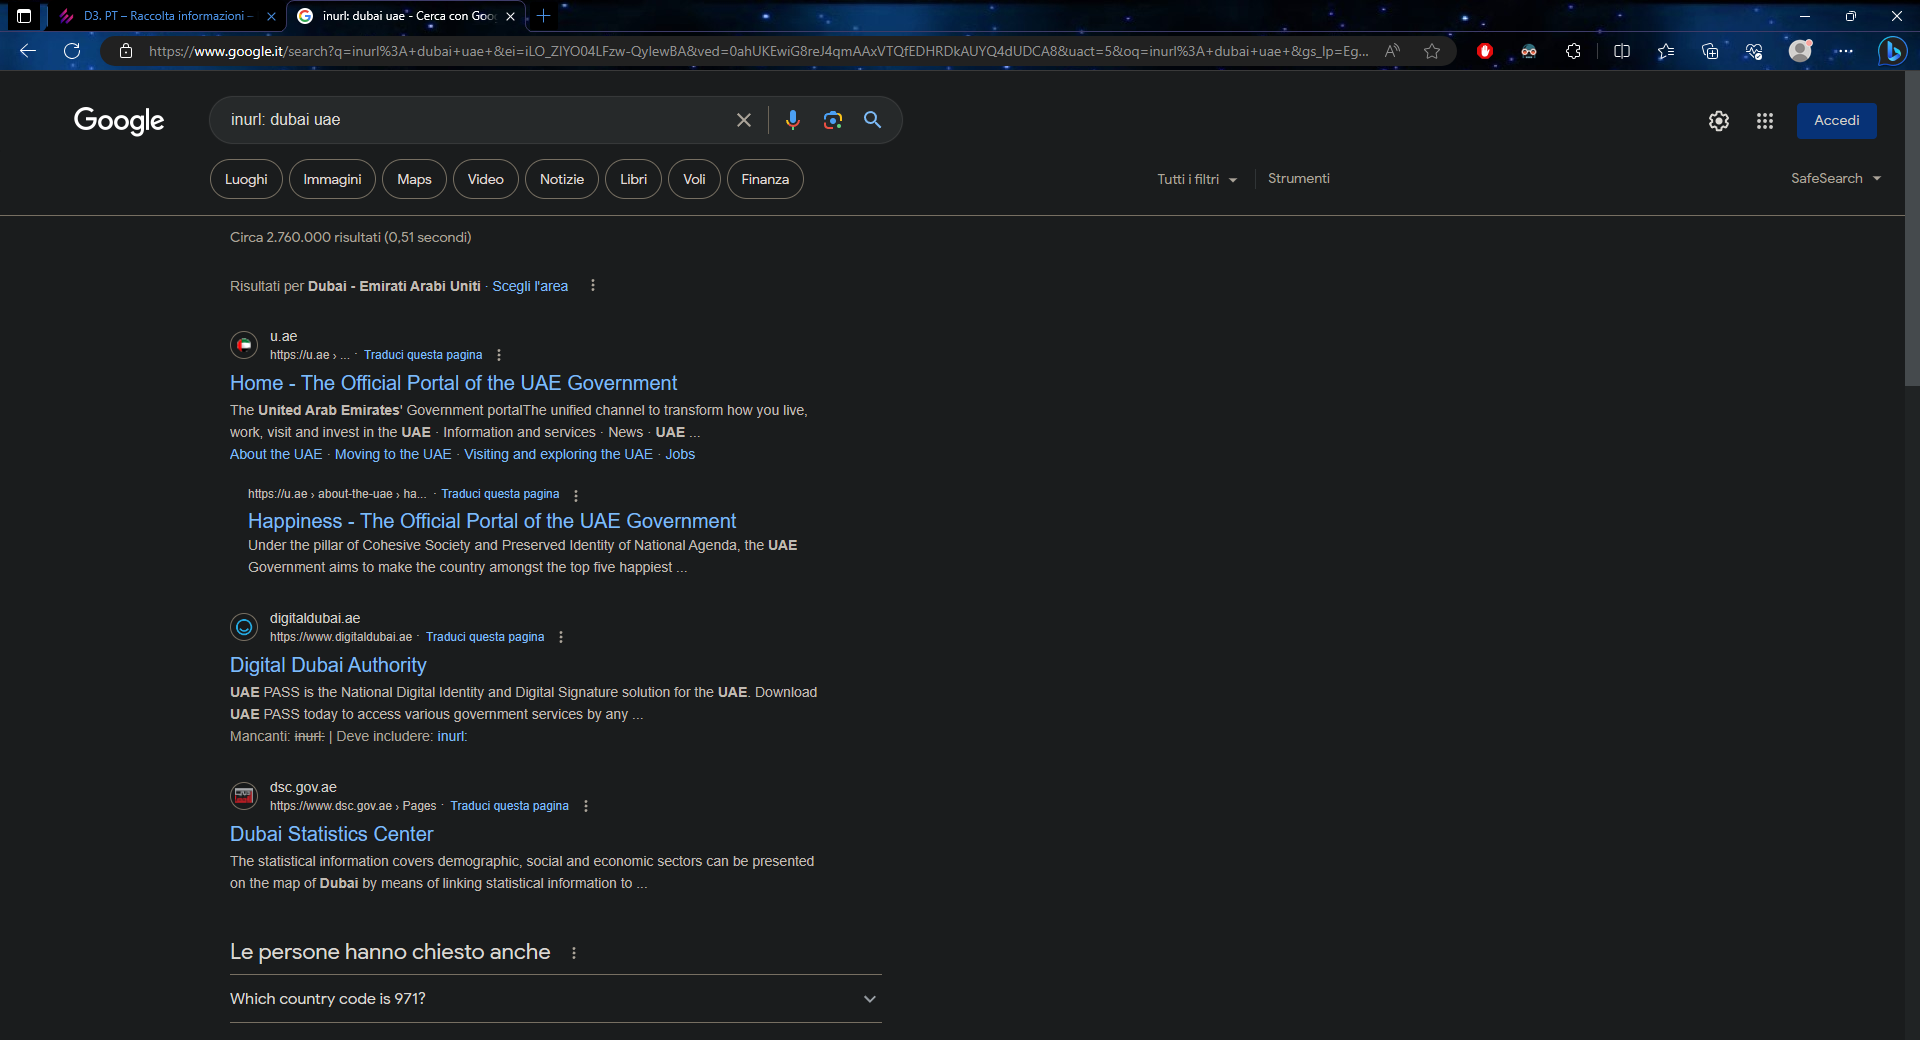 D3. PT – Raccolta informazioni –
inurl: dubai uae - Cerca con Goo
https://www.google.it/search?q=inurl%3A+dubai+uae+&ei=iLO_ZIYO04LFzw-QylewBA&ved=0ahUKEwiG8reJ4qmAAxVTQfEDHRDkAUYQ4dUDCA8&uact=5&oq=inurl%3A+dubai+uae+&gs_lp=Eg...
Google
inurl: dubai uae
Accedi
Luoghi
Immagini
Maps
Video
Notizie
Libri
Voli
Finanza
Tutti i filtri
Strumenti
SafeSearch
Circa 2.760.000 risultati (0,51 secondi)
Risultati per Dubai - Emirati Arabi Uniti · Scegli l'area
u.ae
https://u.ae › ... · Traduci questa pagina
Home - The Official Portal of the UAE Government
The United Arab Emirates' Government portalThe unified channel to transform how you live,
work, visit and invest in the UAE · Information and services · News · UAE ...
About the UAE · Moving to the UAE · Visiting and exploring the UAE · Jobs
https://u.ae › about-the-uae › ha... · Traduci questa pagina
Happiness - The Official Portal of the UAE Government
Under the pillar of Cohesive Society and Preserved Identity of National Agenda, the UAE
Government aims to make the country amongst the top five happiest ...
digitaldubai.ae
https://www.digitaldubai.ae · Traduci questa pagina
Digital Dubai Authority
UAE PASS is the National Digital Identity and Digital Signature solution for the UAE. Download
UAE PASS today to access various government services by any ...
Mancanti: inurl: | Deve includere: inurl:
dsc.gov.ae
https://www.dsc.gov.ae › Pages · Traduci questa pagina
Dubai Statistics Center
The statistical information covers demographic, social and economic sectors can be presented
on the map of Dubai by means of linking statistical information to ...
Le persone hanno chiesto anche
Which country code is 971?